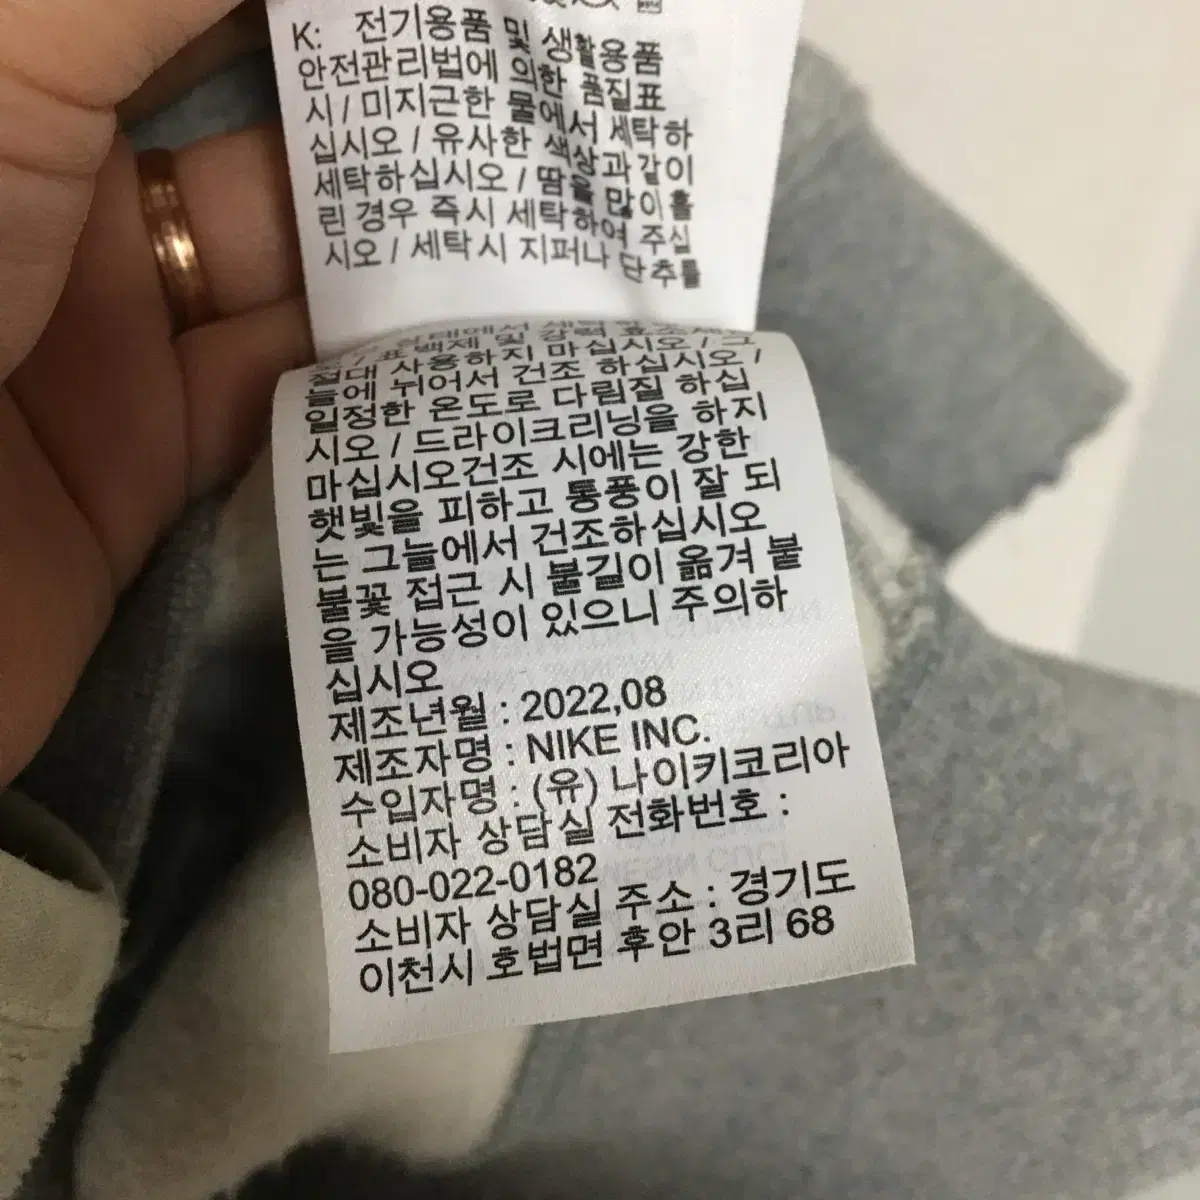 K: 전기용품 및 생활용품
안전관리법에 의한 품질표
시 / 미지근한 물에서 세탁하
십시오 / 유사한 색상과 같이
세탁하십시오 / 땀을 많이 흘
린 경우 즉시 세탁하여 주십
시오 / 세탁시 지퍼나 단추를
/ 표백제 및 강력 효소세
절대 사용하지 마십시오 / 그
늘에 뉘어서 건조 하십시오 /
일정한 온도로 다림질 하십
시오 / 드라이크리닝을 하지
마십시오건조 시에는 강한
햇빛을 피하고 통풍이 잘 되
는 그늘에서 건조하십시오
불꽃 접근 시 불길이 옮겨 붙
을 가능성이 있으니 주의하
십시오
제조년월 : 2022,08
제조자명 : NIKE INC.
수입자명 : (유) 나이키코리아
소비자 상담실 전화번호 :
080-022-0182
소비자 상담실 주소 : 경기도
이천시 호법면 후안 3리 68